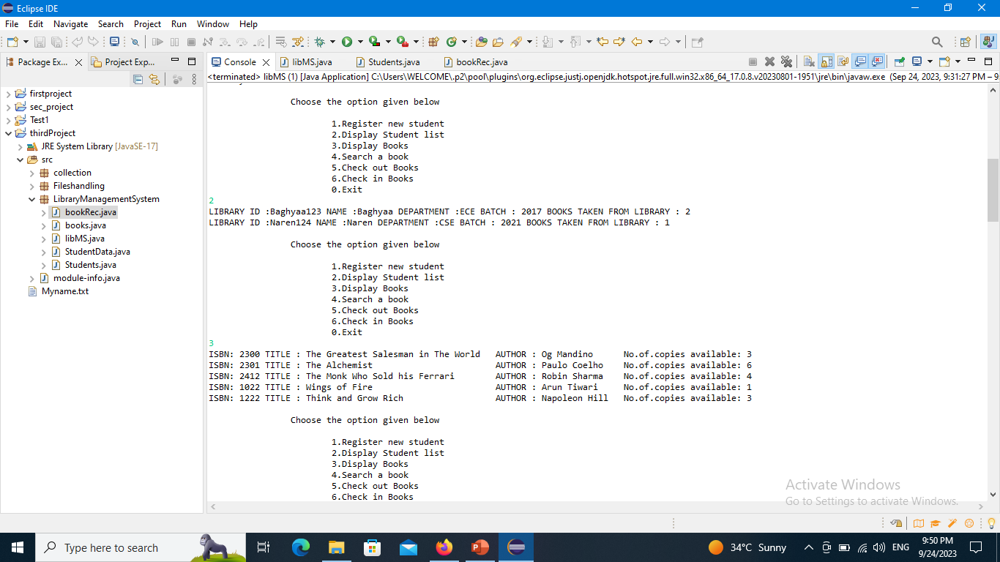 Eclipse IDE
File Edit Navigate Search Project Run Window Help
Package Ex... Project Exp...
Console libMS.java Students.java bookRec.java
<terminated> libMS (1) [Java Application] C:\Users\WELCOME\.p2\pool\plugins\org.eclipse.justj.openjdk.hotspot.jre.full.win32.x86_64_17.0.8.v20230801-1951\jre\bin\javaw.exe (Sep 24, 2023, 9:31:27 PM – 9
firstproject
sec_project
Test1
thirdProject
JRE System Library [JavaSE-17]
src
collection
Fileshandling
LibraryManagementSystem
bookRec.java
books.java
libMS.java
StudentData.java
Students.java
module-info.java
Myname.txt
Choose the option given below
1.Register new student
2.Display Student list
3.Display Books
4.Search a book
5.Check out Books
6.Check in Books
0.Exit
2
LIBRARY ID :Baghyaa123 NAME :Baghyaa DEPARTMENT :ECE BATCH : 2017 BOOKS TAKEN FROM LIBRARY : 2
LIBRARY ID :Naren124 NAME :Naren DEPARTMENT :CSE BATCH : 2021 BOOKS TAKEN FROM LIBRARY : 1
Choose the option given below
1.Register new student
2.Display Student list
3.Display Books
4.Search a book
5.Check out Books
6.Check in Books
0.Exit
3
ISBN: 2300 TITLE : The Greatest Salesman in The World AUTHOR : Og Mandino No.of.copies available: 3
ISBN: 2301 TITLE : The Alchemist AUTHOR : Paulo Coelho No.of.copies available: 6
ISBN: 2412 TITLE : The Monk Who Sold his Ferrari AUTHOR : Robin Sharma No.of.copies available: 4
ISBN: 1022 TITLE : Wings of Fire AUTHOR : Arun Tiwari No.of.copies available: 1
ISBN: 1222 TITLE : Think and Grow Rich AUTHOR : Napoleon Hill No.of.copies available: 3
Choose the option given below
1.Register new student
2.Display Student list
3.Display Books
4.Search a book
5.Check out Books
6.Check in Books
Activate Windows
Go to Settings to activate Windows.
Type here to search
34°C Sunny
ENG
9:50 PM
9/24/2023